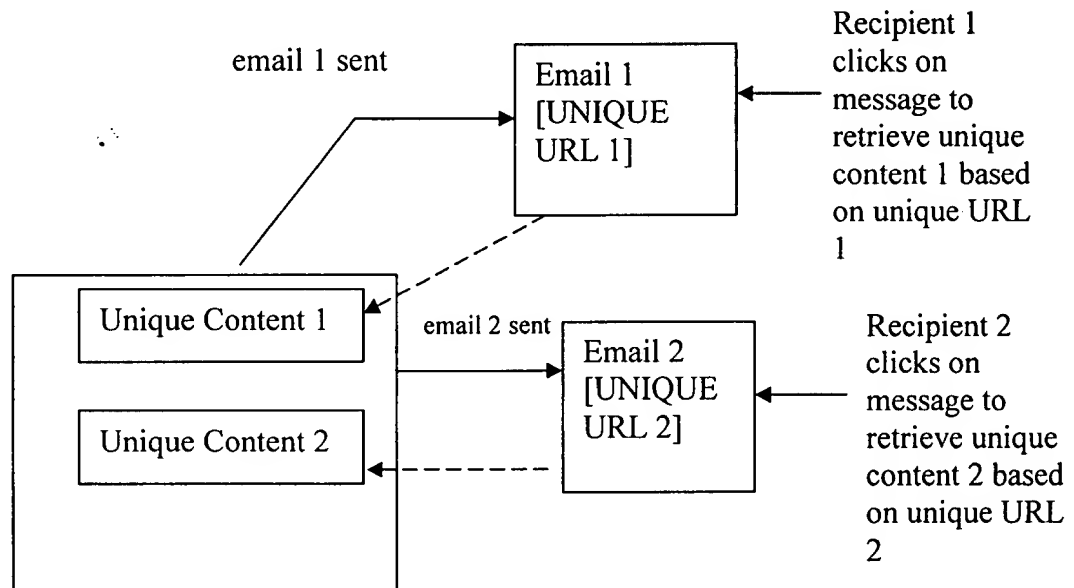 email 1 sent
Email 1
[UNIQUE
URL 1]
Recipient 1
clicks on
message to
retrieve unique
content 1 based
on unique URL
1
Unique Content 1
email 2 sent
Email 2
[UNIQUE
URL 2]
Recipient 2
clicks on
message to
retrieve unique
content 2 based
on unique URL
2
Unique Content 2